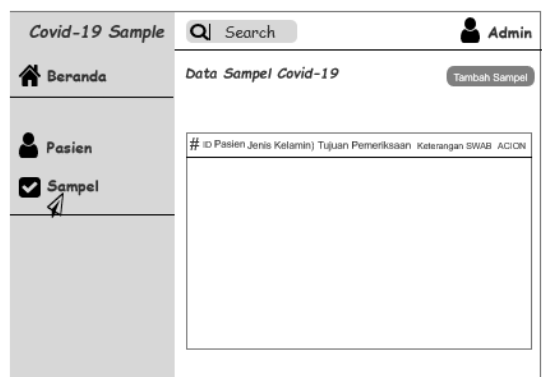 Covid-19 Sample
Search
Admin
Beranda
Pasien
Sampel
Data Sampel Covid-19
Tambah Sampel
# ID Pasien Jenis Kelamin) Tujuan Pemeriksaan Keterangan SWAB ACION